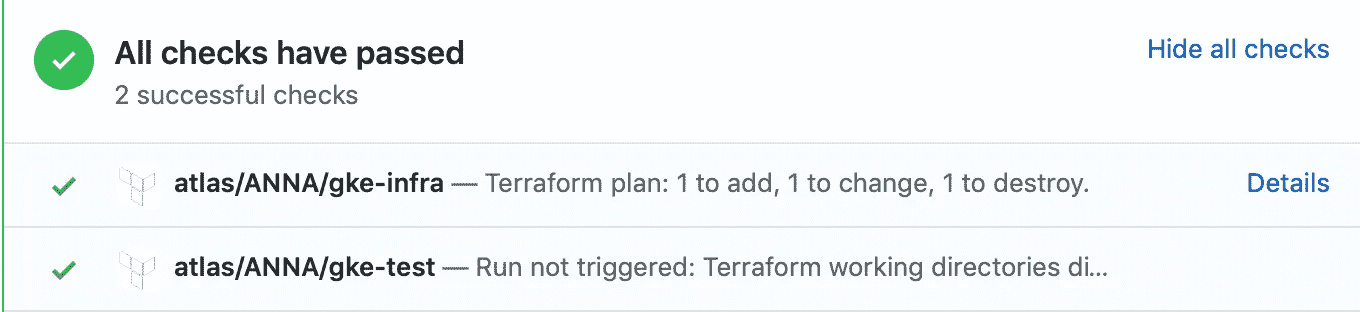 All checks have passed
Hide all checks
2 successful checks
atlas/ANNA/gke-infra — Terraform plan: 1 to add, 1 to change, 1 to destroy.
Details
atlas/ANNA/gke-test — Run not triggered: Terraform working directories di...